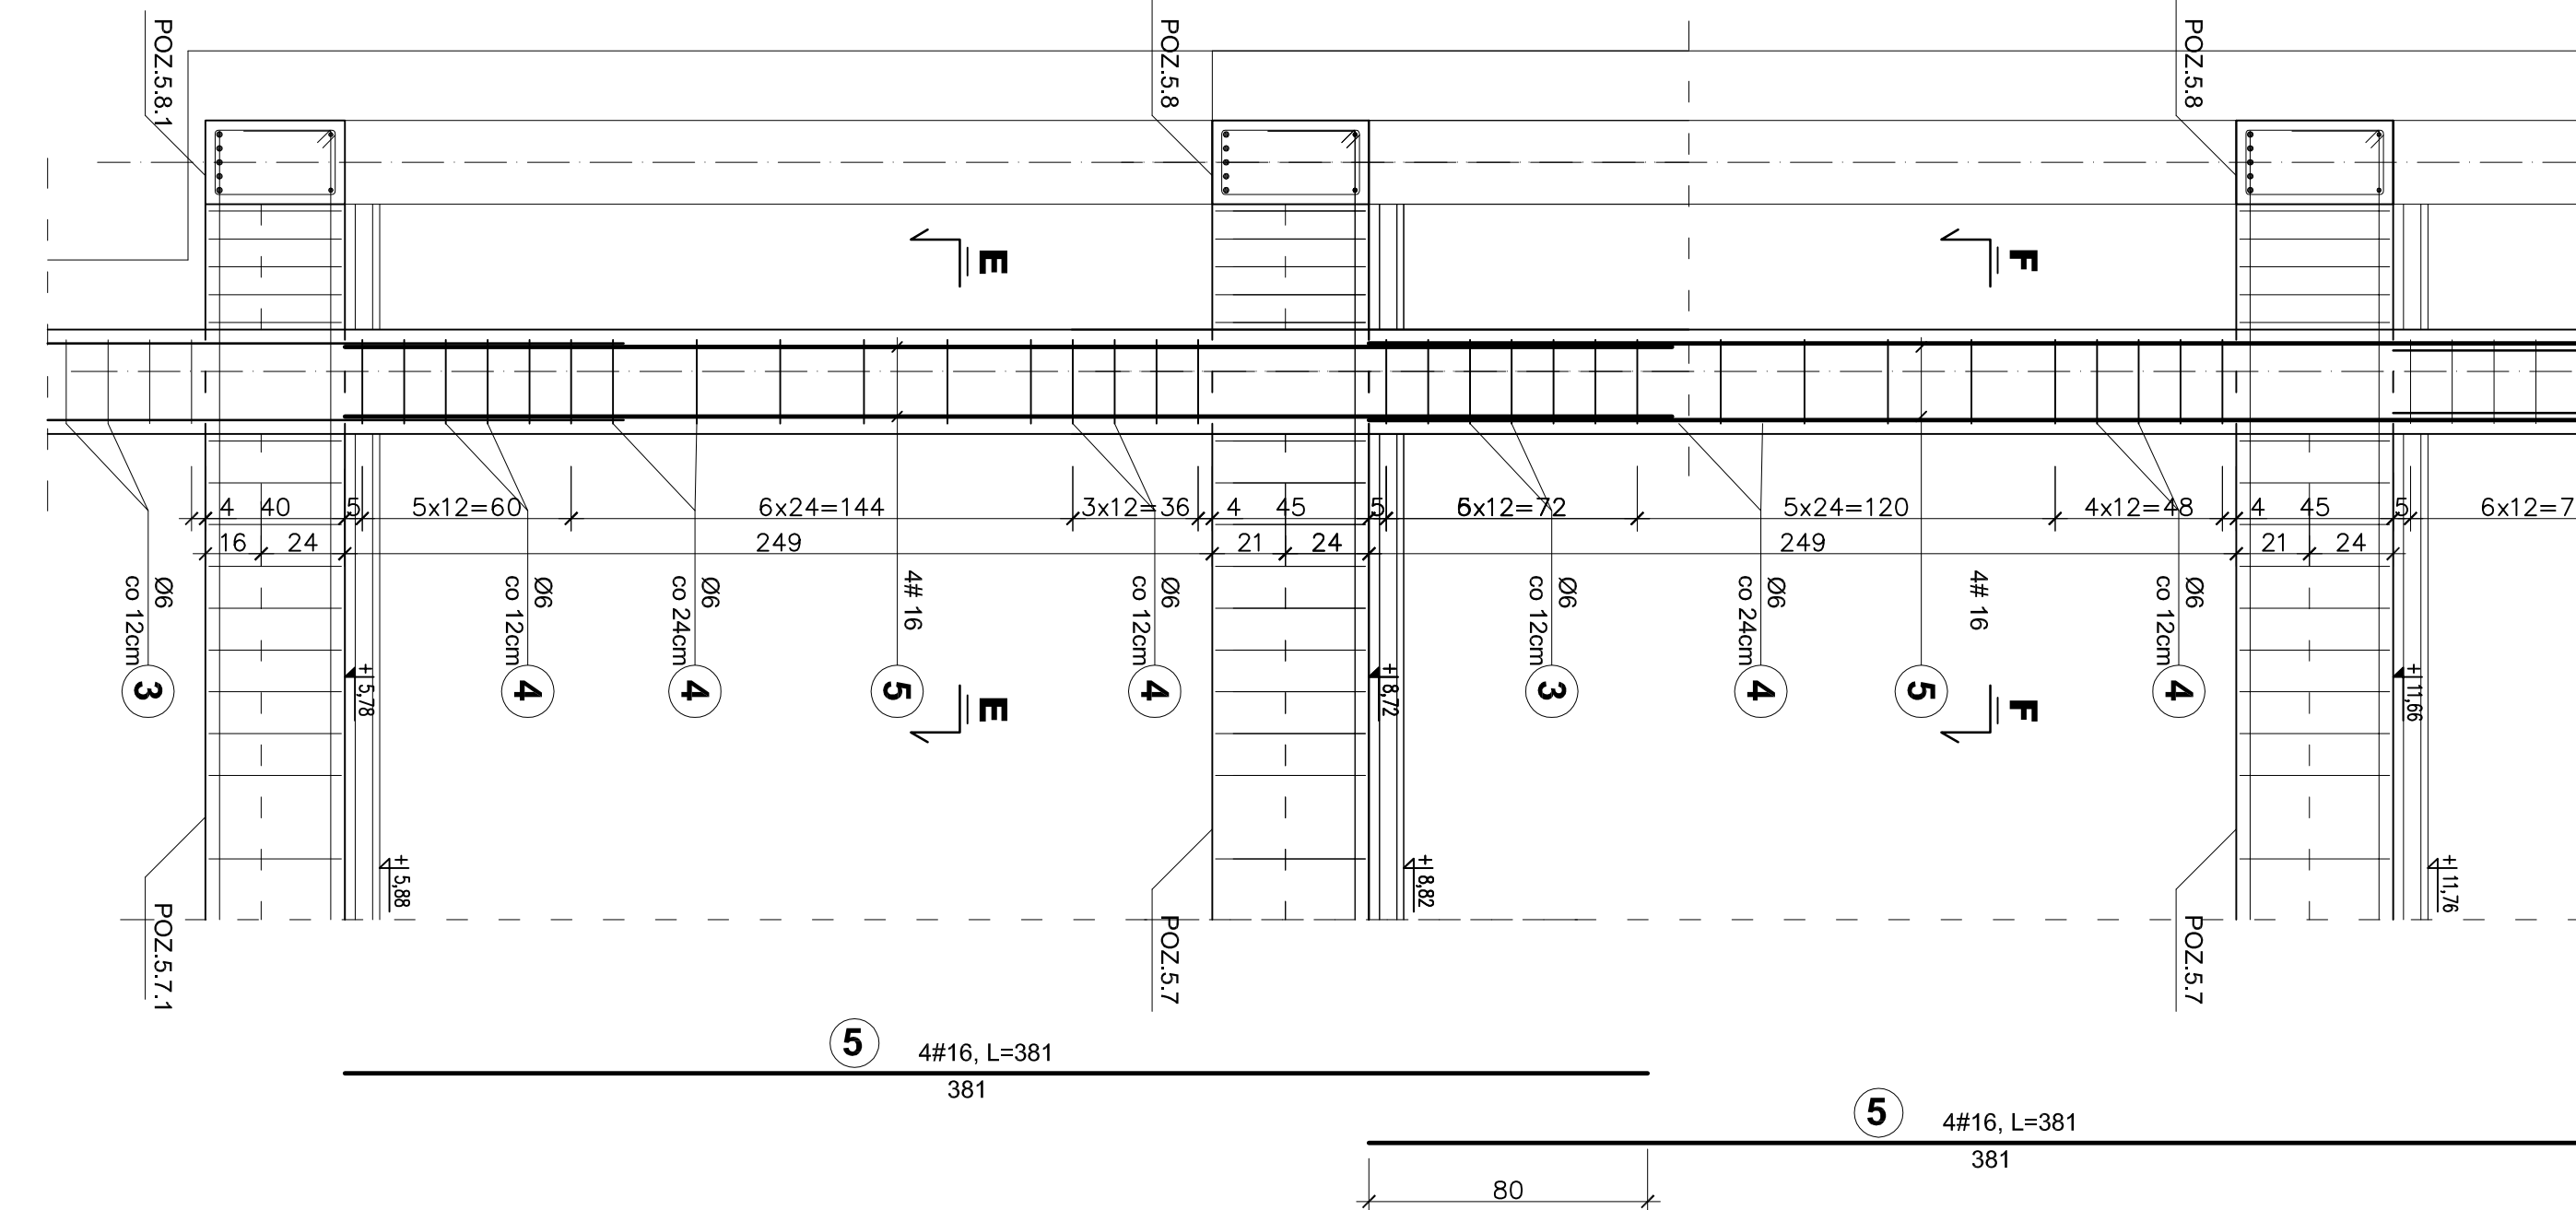 POZ.5.8.1
POZ.5.8
POZ.5.8
E
F
4 40 5 5x12=60 6x24=144 3x12=36 4 45 5 6x12=72 5x24=120 4x12=48 4 45 5 6x12=7
16 24 249 21 24 249 21 24
Ø6
co 12cm
3
Ø6
co 12cm
4
Ø6
co 24cm
4
4# 16
5
Ø6
co 12cm
4
Ø6
co 12cm
3
Ø6
co 24cm
4
4# 16
5
Ø6
co 12cm
4
+5,78
+8,72
+11,66
E
F
+5,88
+8,82
+11,76
POZ.5.7.1
POZ.5.7
POZ.5.7
5 4#16, L=381
381
5 4#16, L=381
381
80